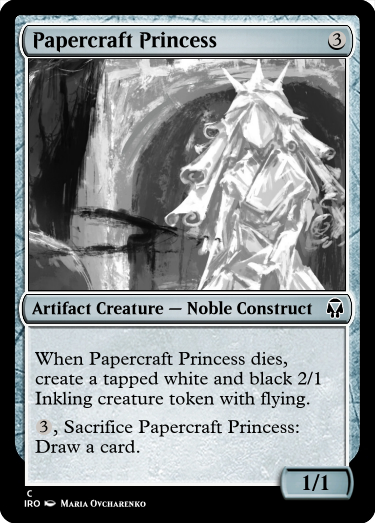 Papercraft Princess 3
Artifact Creature — Noble Construct
When Papercraft Princess dies,
create a tapped white and black 2/1
Inkling creature token with flying.
3, Sacrifice Papercraft Princess:
Draw a card.
1/1
C
IRO Maria Ovcharenko